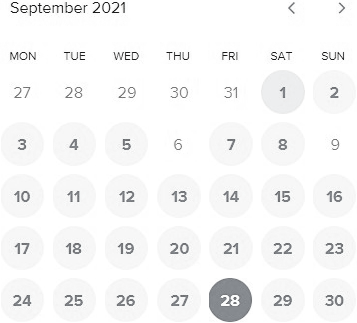 September 2021
MON TUE WED THU FRI SAT SUN
27 28 29 30 31 1 2
3 4 5 6 7 8 9
10 11 12 13 14 15 16
17 18 19 20 21 22 23
24 25 26 27 28 29 30